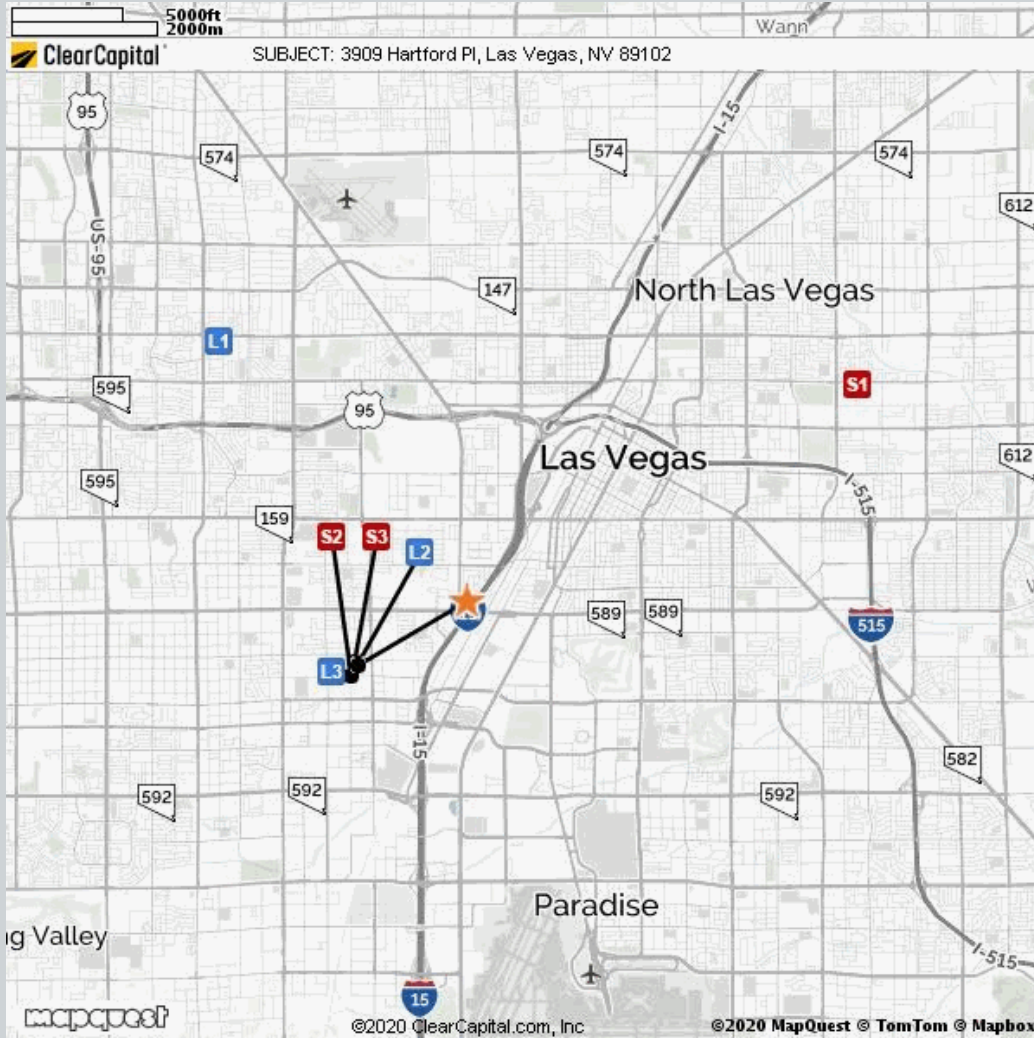 5000ft
2000m
Wann
ClearCapital SUBJECT: 3909 Hartford Pl, Las Vegas, NV 89102
95
I-15
574
574
574
612
US-95
147
North Las Vegas
L1
S1
595
95
Las Vegas
612
595
I-515
159
S2
S3
L2
589
589
515
L3
I-15
582
592
592
592
Paradise
ng Valley
I-515
15
mapquest
©2020 ClearCapital.com, Inc
©2020 MapQuest © TomTom © Mapbox